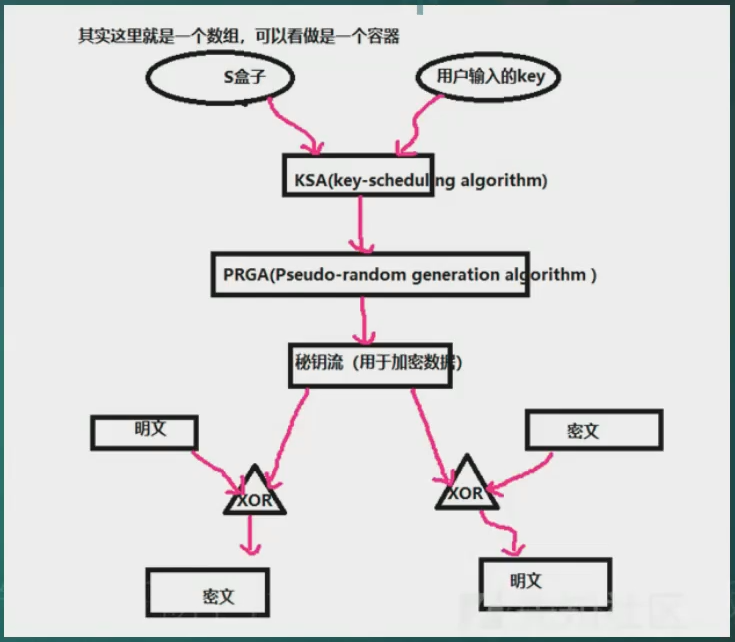 其实这里就是一个数组，可以看做是一个容器
S盒子
用户输入的key
KSA(key-scheduling algorithm)
PRGA(Pseudo-random generation algorithm )
秘钥流（用于加密数据）
明文
密文
XOR
XOR
密文
明文